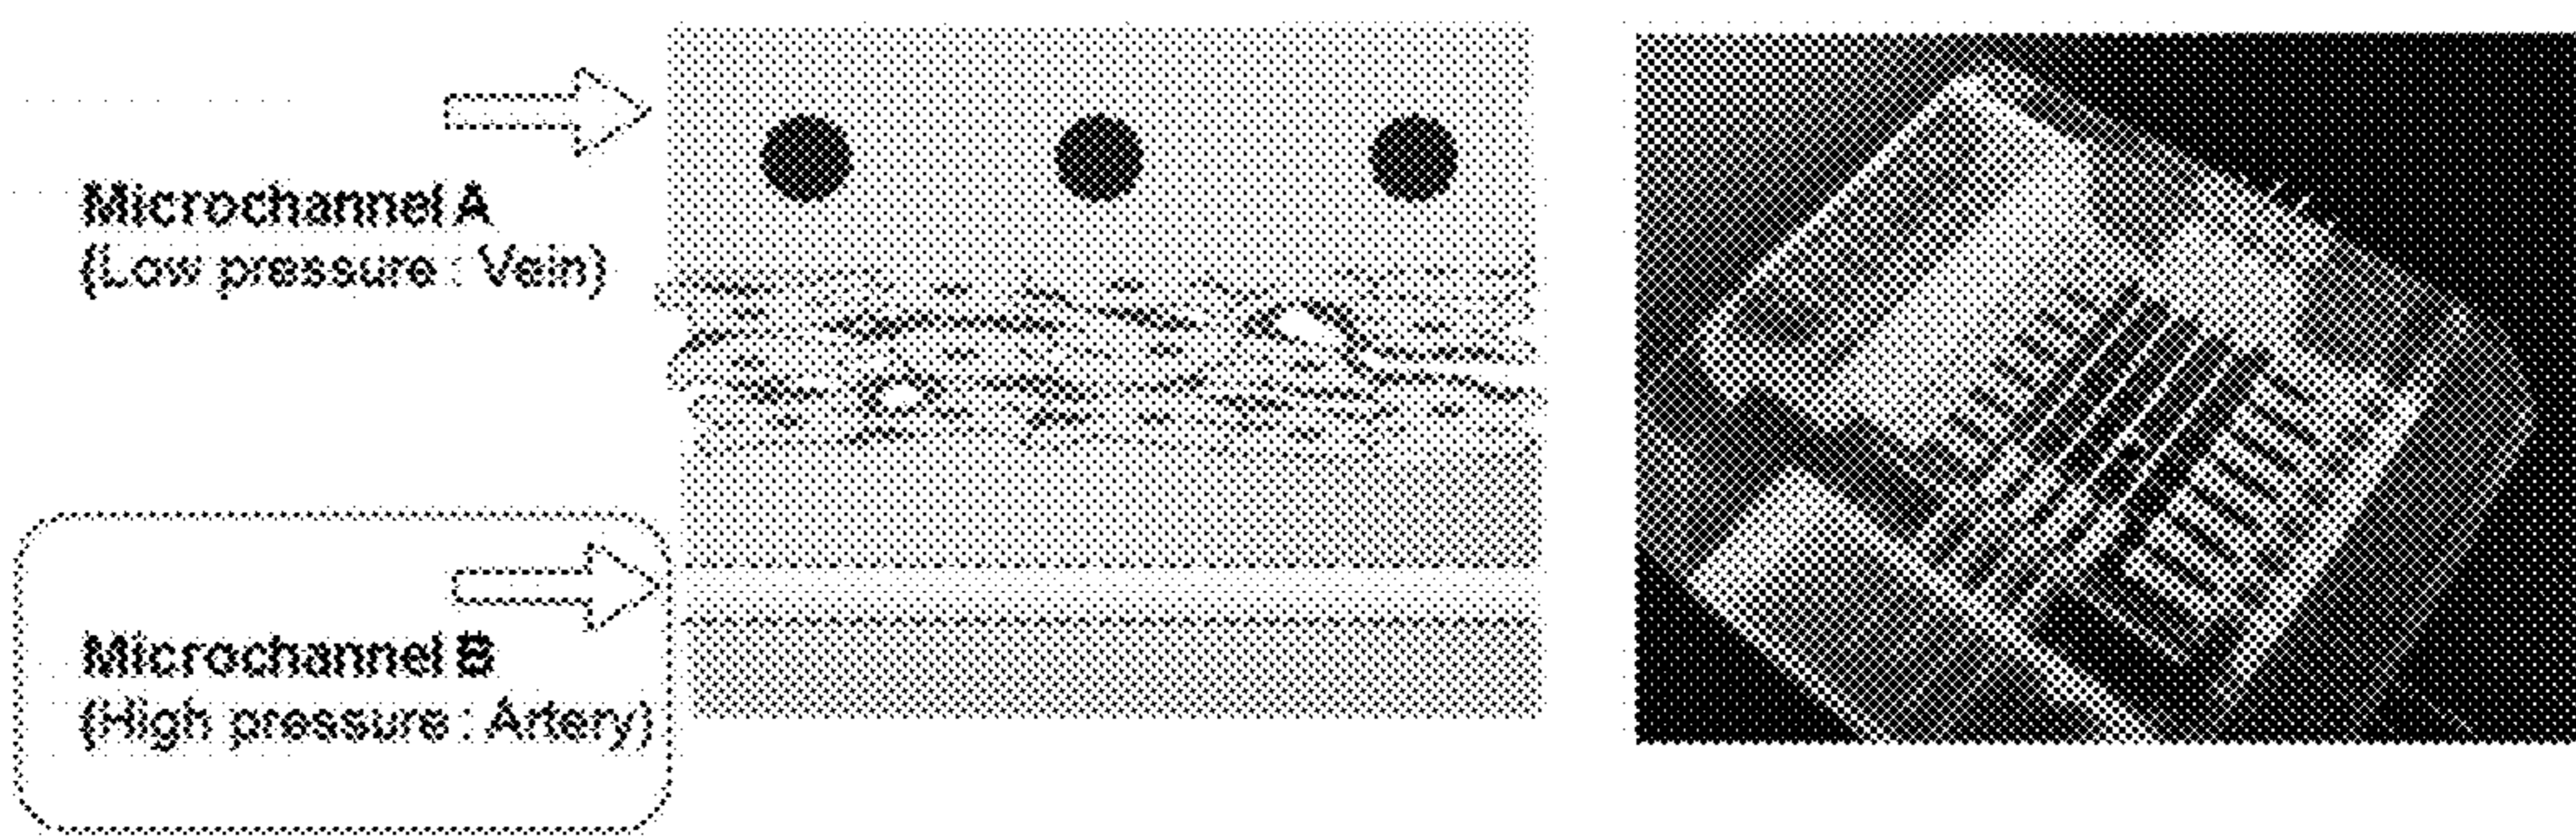 Microchannel A
(Low pressure : Vein)
Microchannel B
(High pressure : Artery)